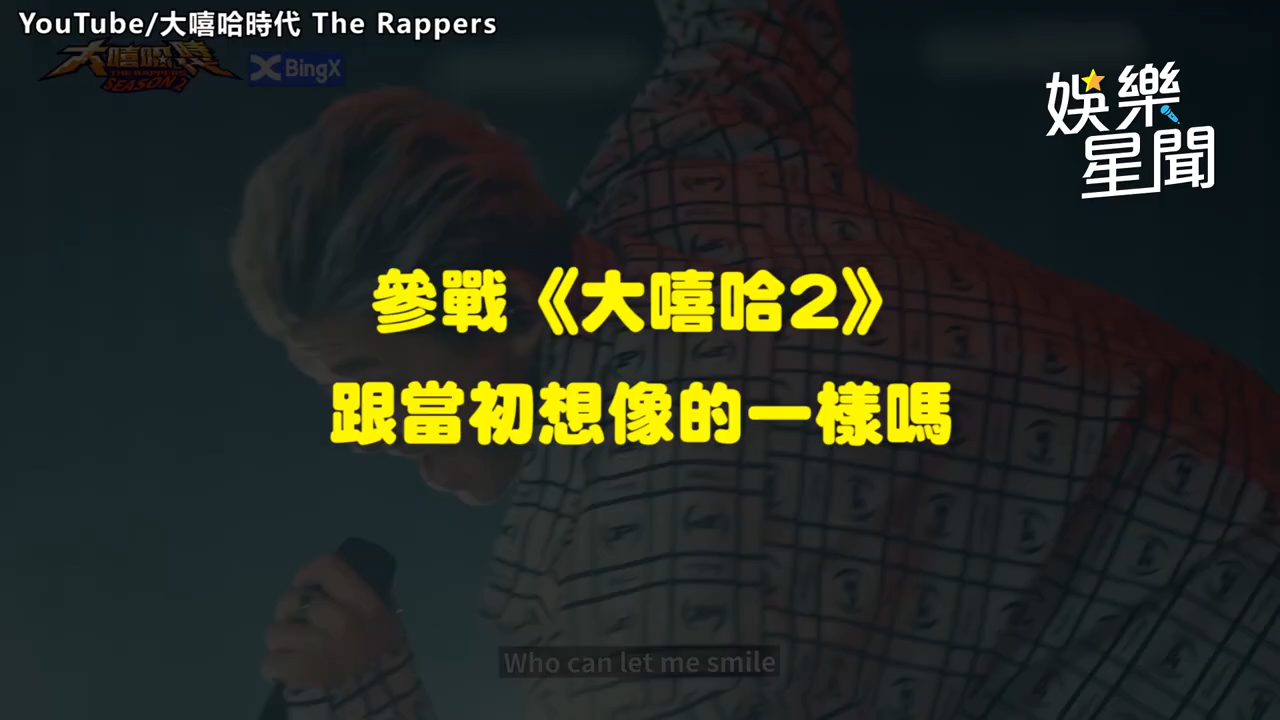 YouTube/大嘻哈時代 The Rappers
大嘻哈時代
THE RAPPERS
SEASON 2
BingX
娛樂
星聞
參戰《大嘻哈2》
跟當初想像的一樣嗎
Who can let me smile